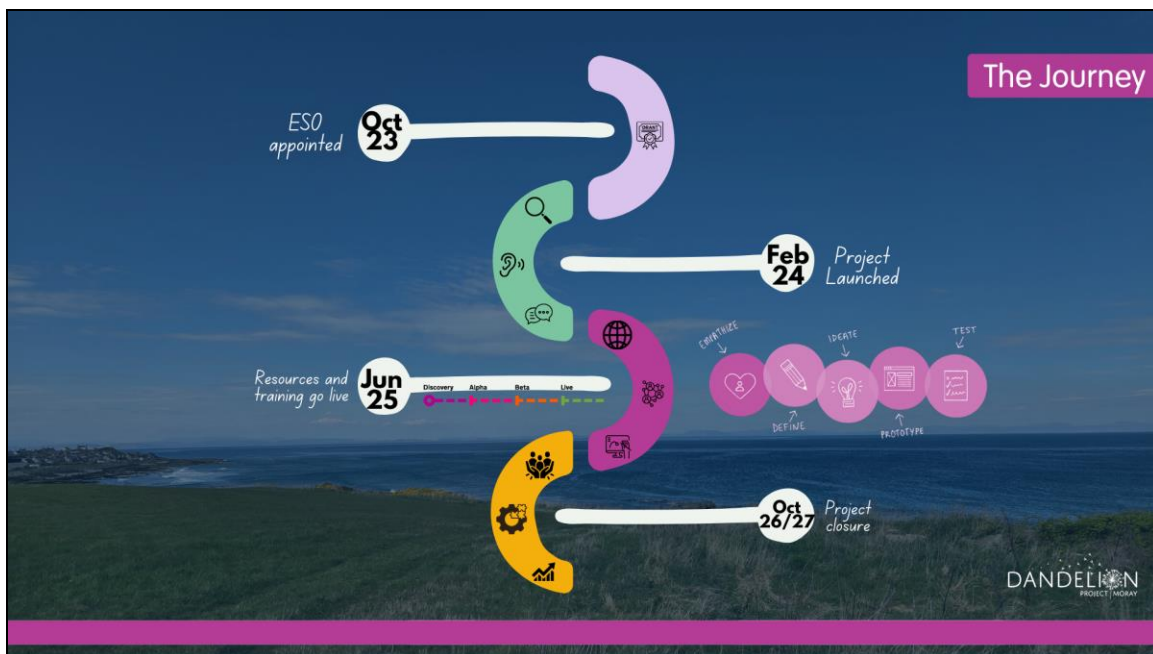 The Journey
ESO
appointed
Oct
23
GRANT
Feb
24
Project
Launched
EMPATHIZE
IDEATE
TEST
DEFINE
PROTOTYPE
Resources and
training go live
Jun
25
Discovery Alpha Beta Live
Oct
26/27
Project
closure
DANDELION
PROJECT MORAY